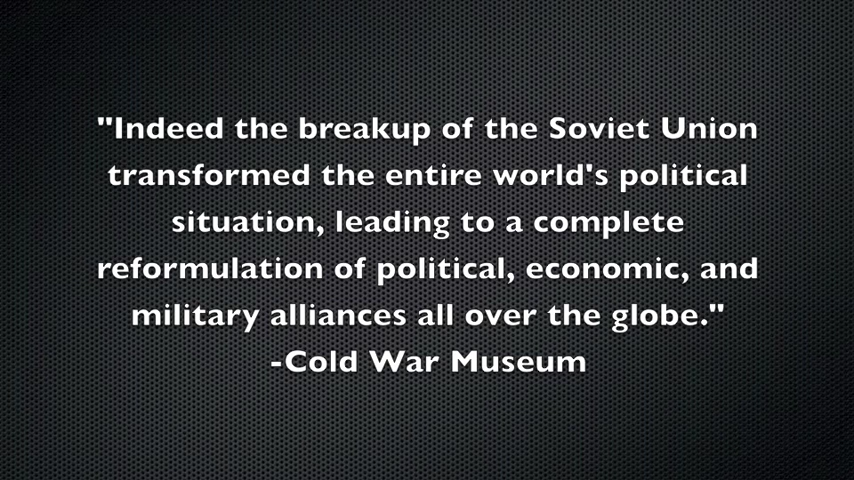 "Indeed the breakup of the Soviet Union
transformed the entire world's political
situation, leading to a complete
reformulation of political, economic, and
military alliances all over the globe."
-Cold War Museum